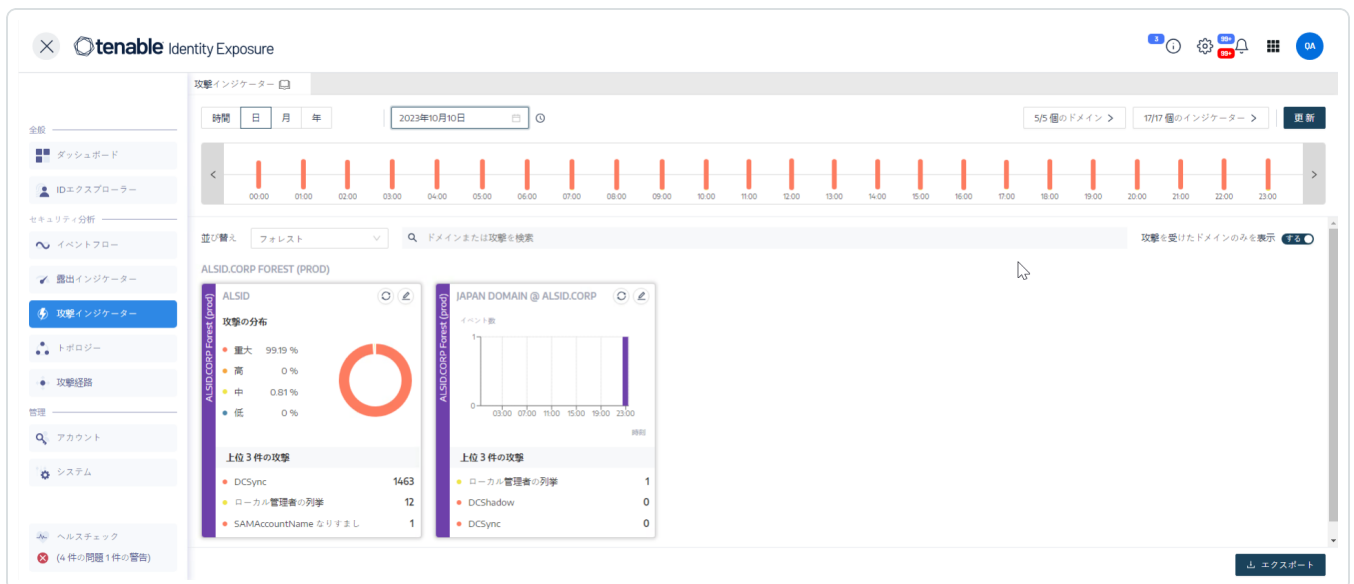 tenable Identity Exposure
3
99+
99+
QA
攻撃インジケーター
時間 日 月 年
2023年10月10日
5/5 個のドメイン
17/17 個のインジケーター
更新
00:00 01:00 02:00 03:00 04:00 05:00 06:00 07:00 08:00 09:00 10:00 11:00 12:00 13:00 14:00 15:00 16:00 17:00 18:00 19:00 20:00 21:00 22:00 23:00
全般
ダッシュボード
IDエクスプローラー
セキュリティ分析
イベントフロー
露出インジケーター
攻撃インジケーター
トポロジー
攻撃経路
管理
アカウント
システム
ヘルスチェック
(4 件の問題 1 件の警告)
並び替え
フォレスト
ドメインまたは攻撃を検索
攻撃を受けたドメインのみを表示
する
ALSID.CORP FOREST (PROD)
ALSID.CORP Forest (prod)
ALSID
攻撃の分布
重大 99.19 %
高 0 %
中 0.81 %
低 0 %
上位 3 件の攻撃
DCSync 1463
ローカル管理者の列挙 12
SAMAccountName なりすまし 1
ALSID.CORP Forest (prod)
JAPAN DOMAIN @ ALSID.CORP
イベント数
1
0
03:00 07:00 11:00 15:00 19:00 23:00
時刻
上位 3 件の攻撃
ローカル管理者の列挙 1
DCShadow 0
DCSync 0
エクスポート